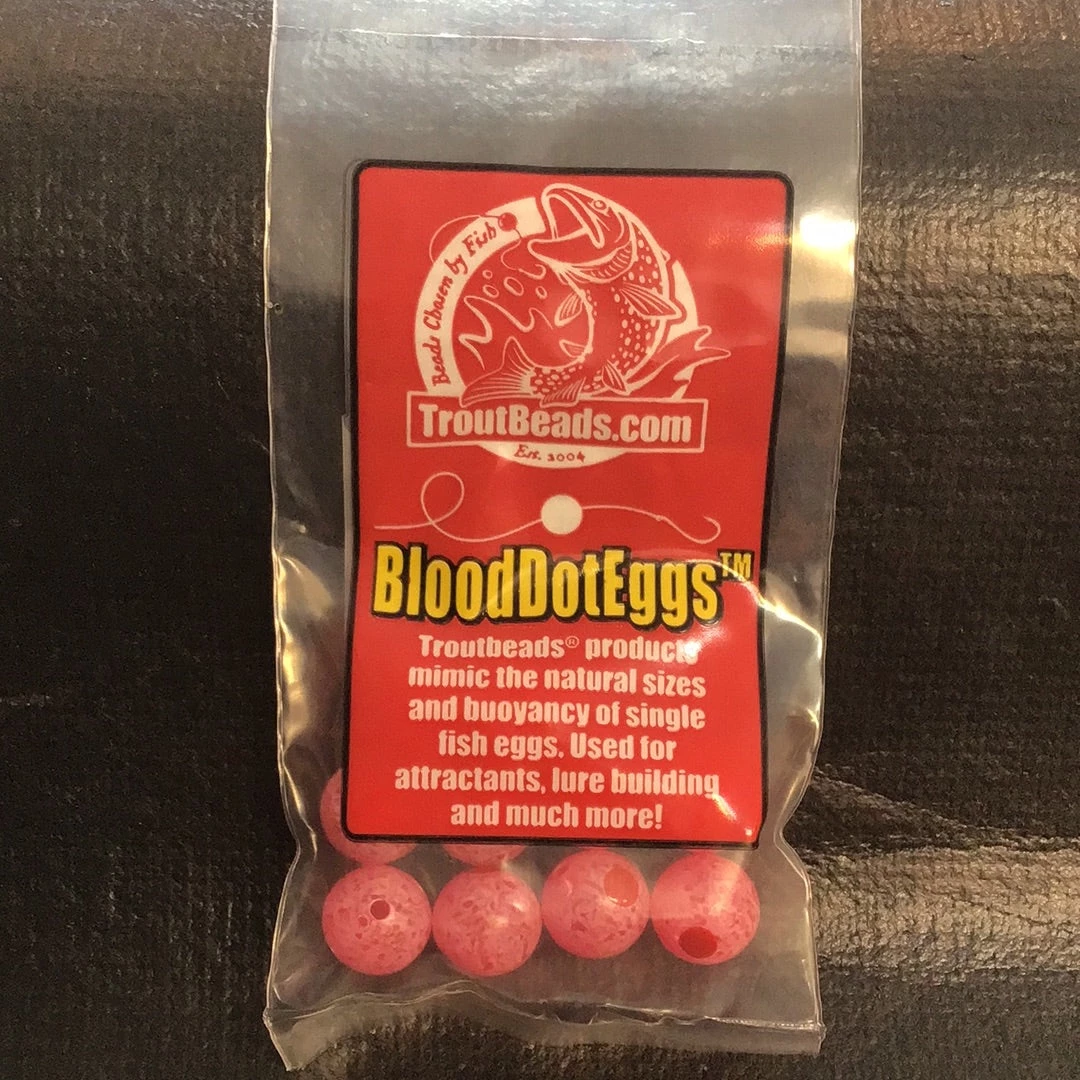 Beads Chosen by Fish
TroutBeads.com
Est. 2004
BloodDotEggs™
Troutbeads® products
mimic the natural sizes
and buoyancy of single
fish eggs. Used for
attractants, lure building
and much more!